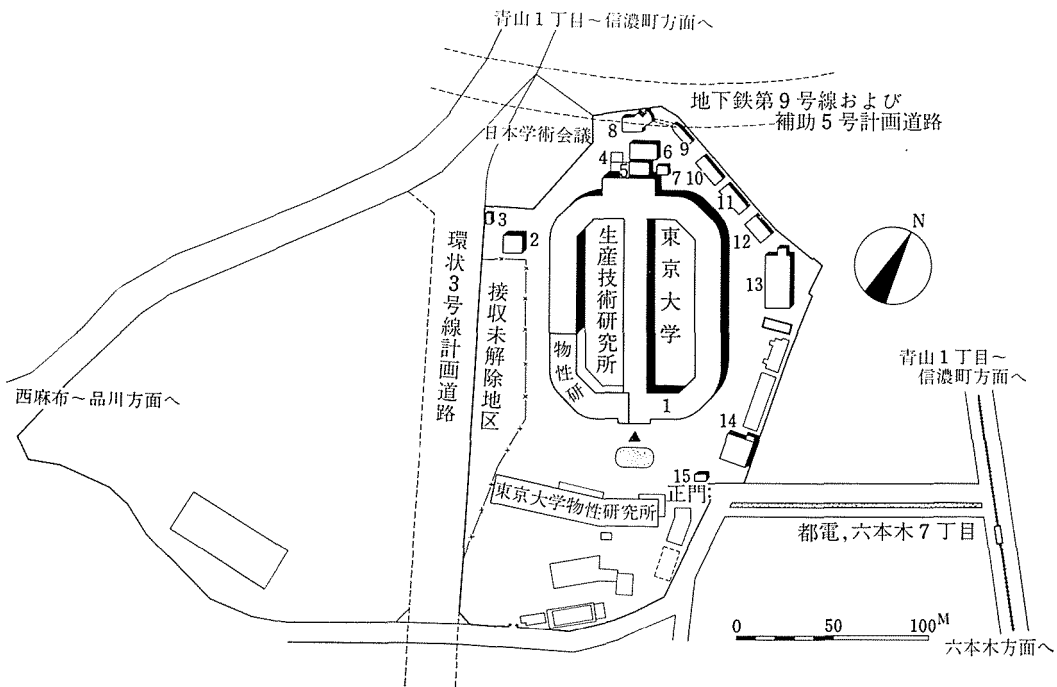 青山1丁目〜信濃町方面へ
地下鉄第9号線および
補助5号計画道路
日本学術会議
8
9
6
4
5
7
10
11
3
2
12
N
13
環状3号線計画道路
接収未解除地区
生産技術研究所
東京大学
物性研
1
青山1丁目〜
信濃町方面へ
西麻布〜品川方面へ
14
15
正門
東京大学物性研究所
都電,六本木7丁目
0 50 100M
六本木方面へ